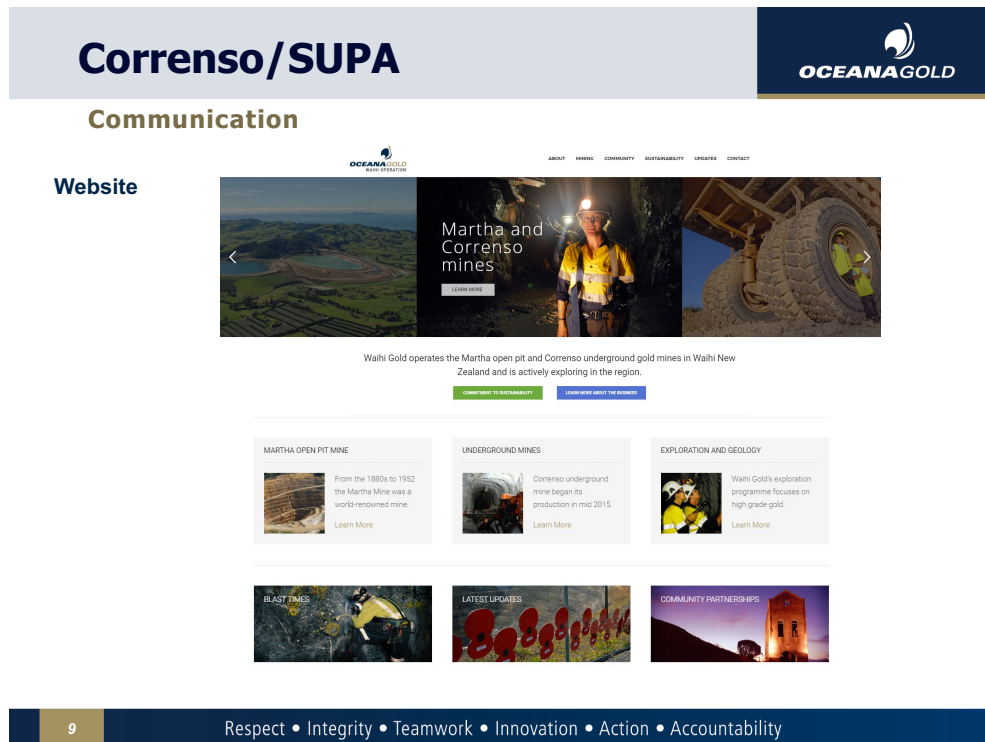 Correnso/SUPA
OCEANAGOLD
Communication
Website
OCEANAGOLD
WAIHI OPERATION
ABOUT MINING COMMUNITY SUSTAINABILITY UPDATES CONTACT
Martha and
Correnso
mines
LEARN MORE
Waihi Gold operates the Martha open pit and Correnso underground gold mines in Waihi New
Zealand and is actively exploring in the region.
COMMITMENT TO SUSTAINABILITY LEARN MORE ABOUT THE BUSINESS
MARTHA OPEN PIT MINE
From the 1880s to 1952
the Martha Mine was a
world-renowned mine.
Learn More
UNDERGROUND MINES
Correnso underground
mine began its
production in mid 2015.
Learn More
EXPLORATION AND GEOLOGY
Waihi Gold's exploration
programme focuses on
high grade gold.
Learn More
BLAST TIMES
LATEST UPDATES
COMMUNITY PARTNERSHIPS
9
Respect • Integrity • Teamwork • Innovation • Action • Accountability